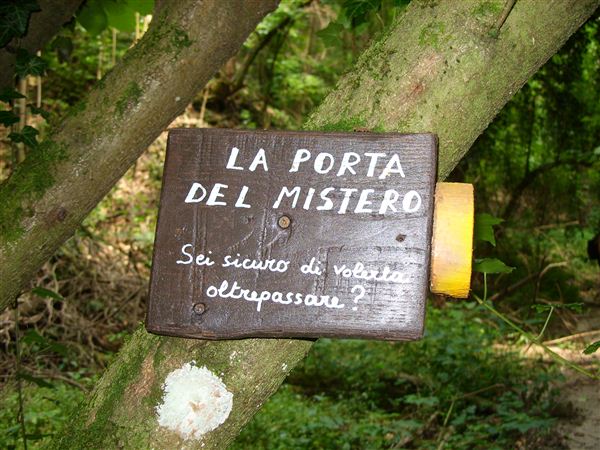 LA PORTA
DEL MISTERO
Sei sicuro di volerla
oltrepassare?